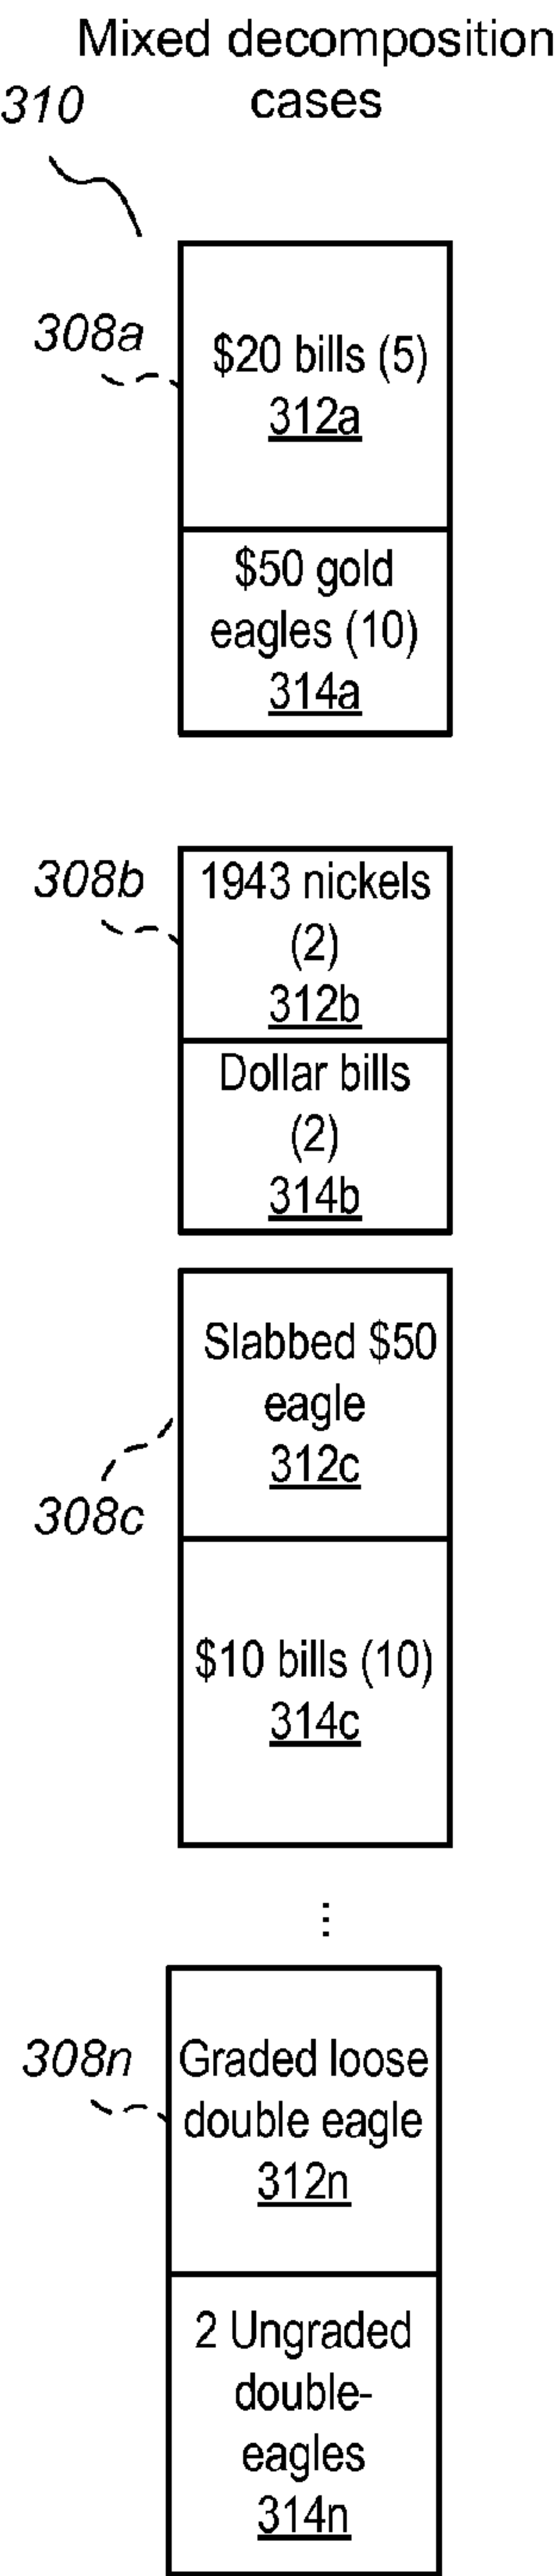 Mixed decomposition
cases
310
308a
$20 bills (5)
312a
$50 gold
eagles (10)
314a
308b
1943 nickels
(2)
312b
Dollar bills
(2)
314b
Slabbed $50
eagle
312c
308c
$10 bills (10)
314c
...
308n
Graded loose
double eagle
312n
2 Ungraded
double-
eagles
314n